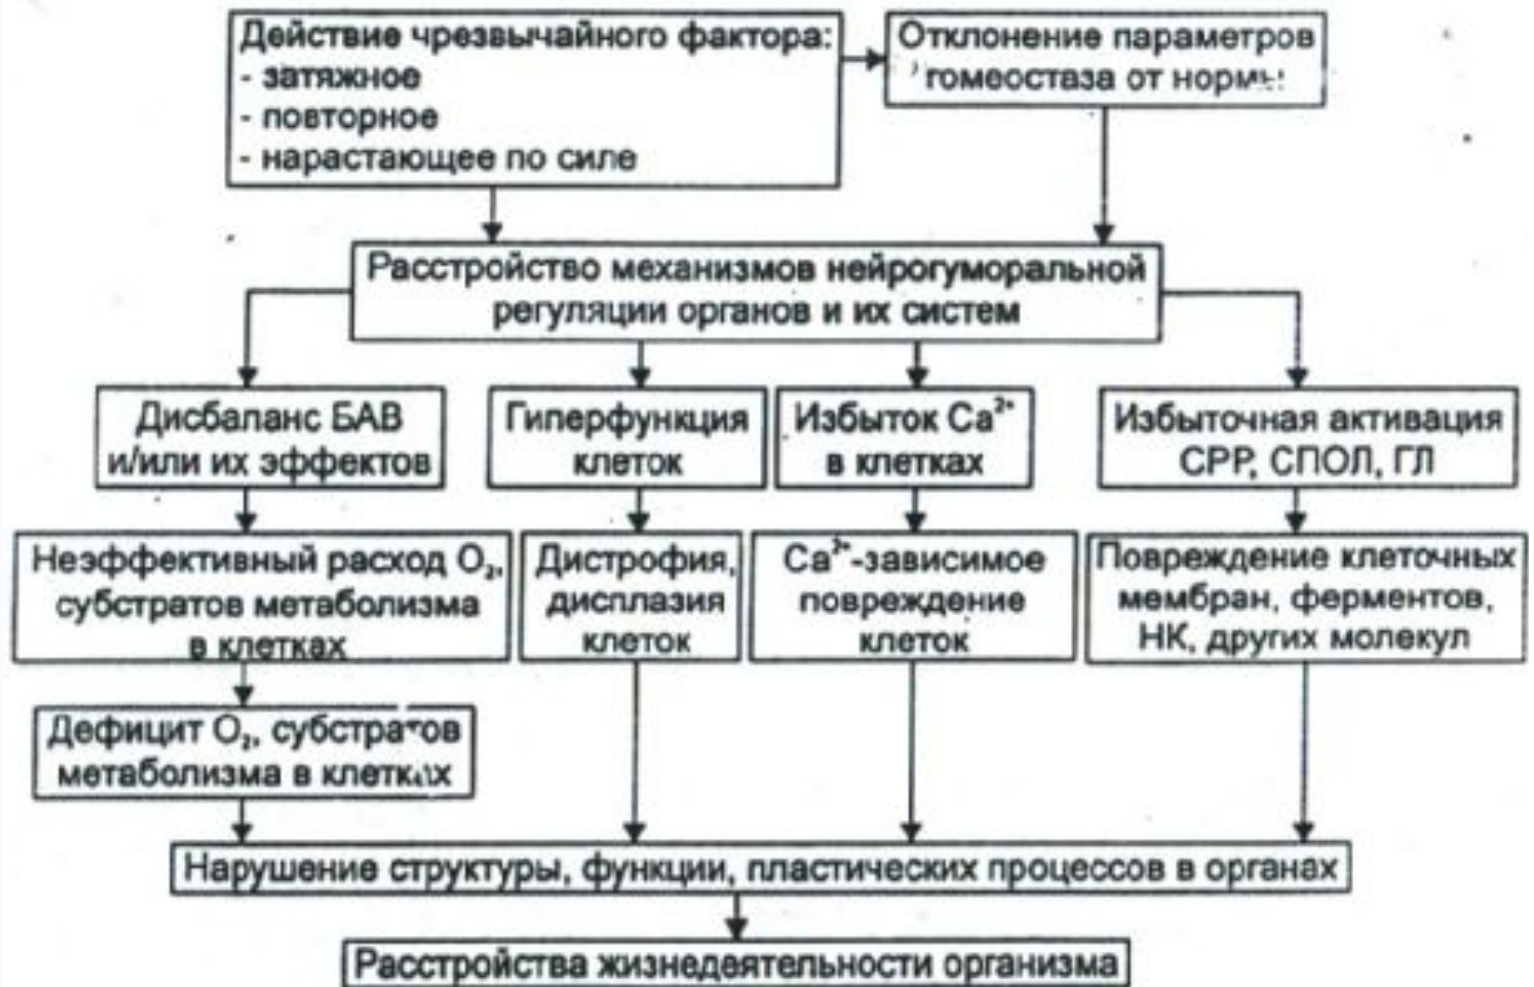 Действие чрезвычайного фактора:
- затяжное
- повторное
- нарастающее по силе
Отклонение параметров
гомеостаза от нормы
Расстройство механизмов нейрогуморальной
регуляции органов и их систем
Дисбаланс БАВ
и/или их эффектов
Гиперфункция
клеток
Избыток Ca²⁺
в клетках
Избыточная активация
СРР, СПОЛ, ГЛ
Неэффективный расход O₂,
субстратов метаболизма
в клетках
Дистрофия,
дисплазия
клеток
Ca²⁺-зависимое
повреждение
клеток
Повреждение клеточных
мембран, ферментов,
НК, других молекул
Дефицит O₂, субстратов
метаболизма в клетках
Нарушение структуры, функции, пластических процессов в органах
Расстройства жизнедеятельности организма